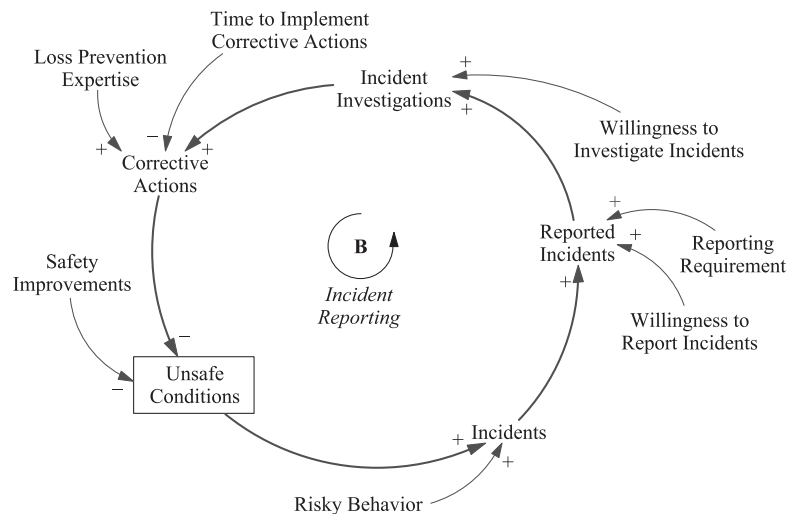 Time to Implement
Corrective Actions
Loss Prevention
Expertise
Incident
Investigations
+
+
Willingness to
Investigate Incidents
+
−
+
Corrective
Actions
Reported
Incidents
+
+
+
Reporting
Requirement
Willingness to
Report Incidents
B
Incident
Reporting
Safety
Improvements
−
−
Unsafe
Conditions
Incidents
+
+
Risky Behavior